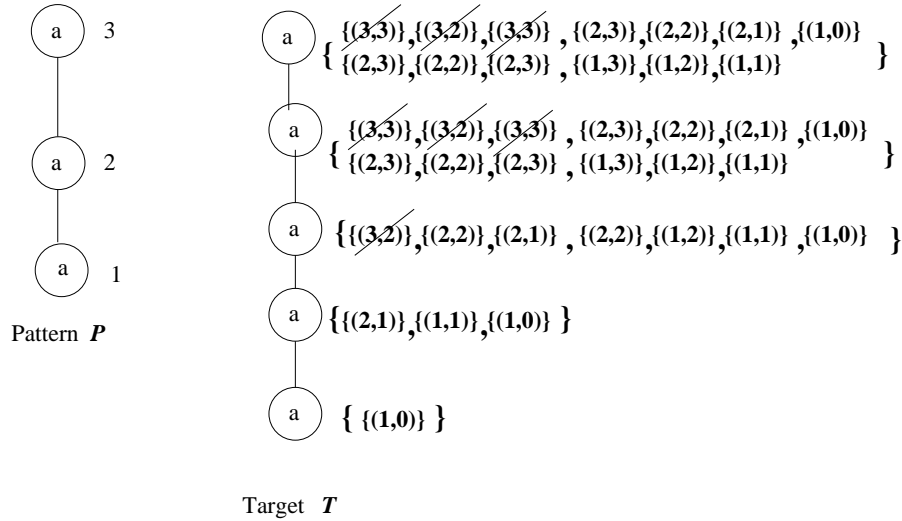 a 3
a 2
a 1
Pattern P
a
{ {(3,3)},{(3,2)},{(3,3)} , {(2,3)},{(2,2)},{(2,1)} ,{(1,0)}
{(2,3)},{(2,2)},{(2,3)} , {(1,3)},{(1,2)},{(1,1)} }
a
{ {(3,3)},{(3,2)},{(3,3)} , {(2,3)},{(2,2)},{(2,1)} ,{(1,0)}
{(2,3)},{(2,2)},{(2,3)} , {(1,3)},{(1,2)},{(1,1)} }
a {{(3,2)},{(2,2)},{(2,1)} , {(2,2)},{(1,2)},{(1,1)} ,{(1,0)} }
a {{(2,1)},{(1,1)},{(1,0)} }
a { {(1,0)} }
Target T